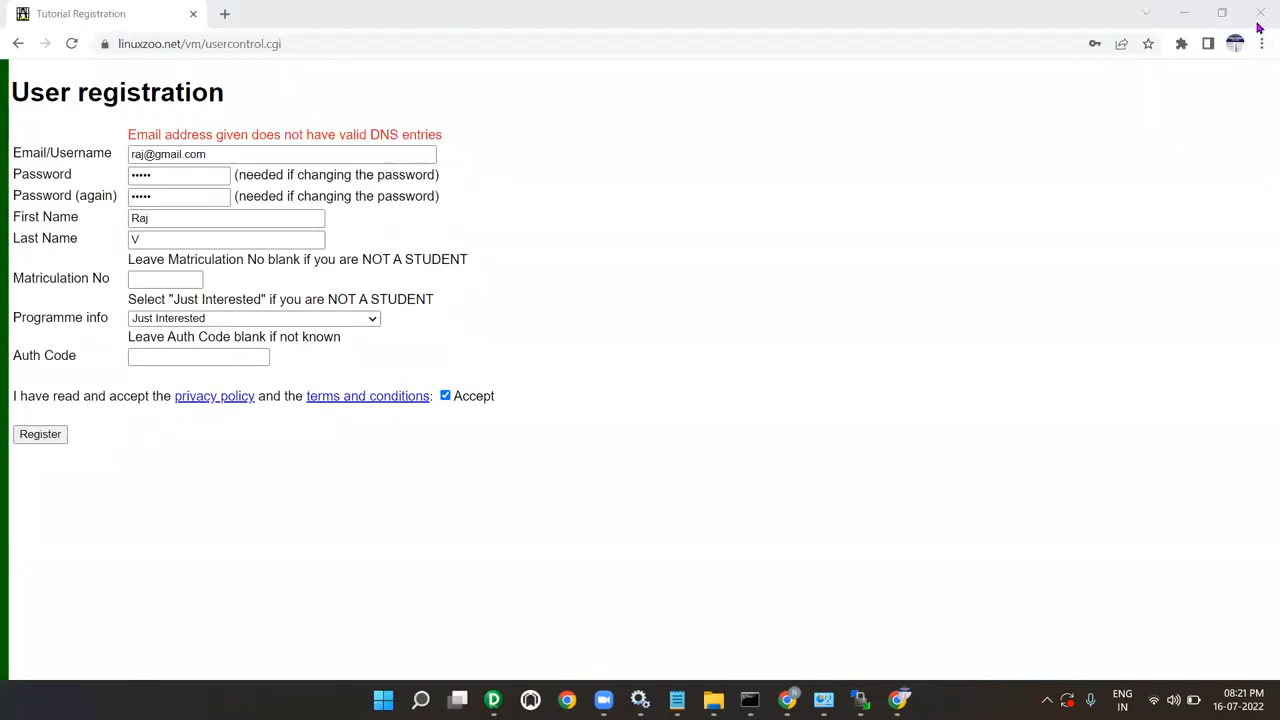 Tutorial Registration
linuxzoo.net/vm/usercontrol.cgi
User registration
Email address given does not have valid DNS entries
Email/Username raj@gmail.com
Password ••••• (needed if changing the password)
Password (again) ••••• (needed if changing the password)
First Name Raj
Last Name V
Leave Matriculation No blank if you are NOT A STUDENT
Matriculation No
Select "Just Interested" if you are NOT A STUDENT
Programme info Just Interested
Leave Auth Code blank if not known
Auth Code
I have read and accept the privacy policy and the terms and conditions: Accept
Register
ENG 08:21 PM
IN 16-07-2022